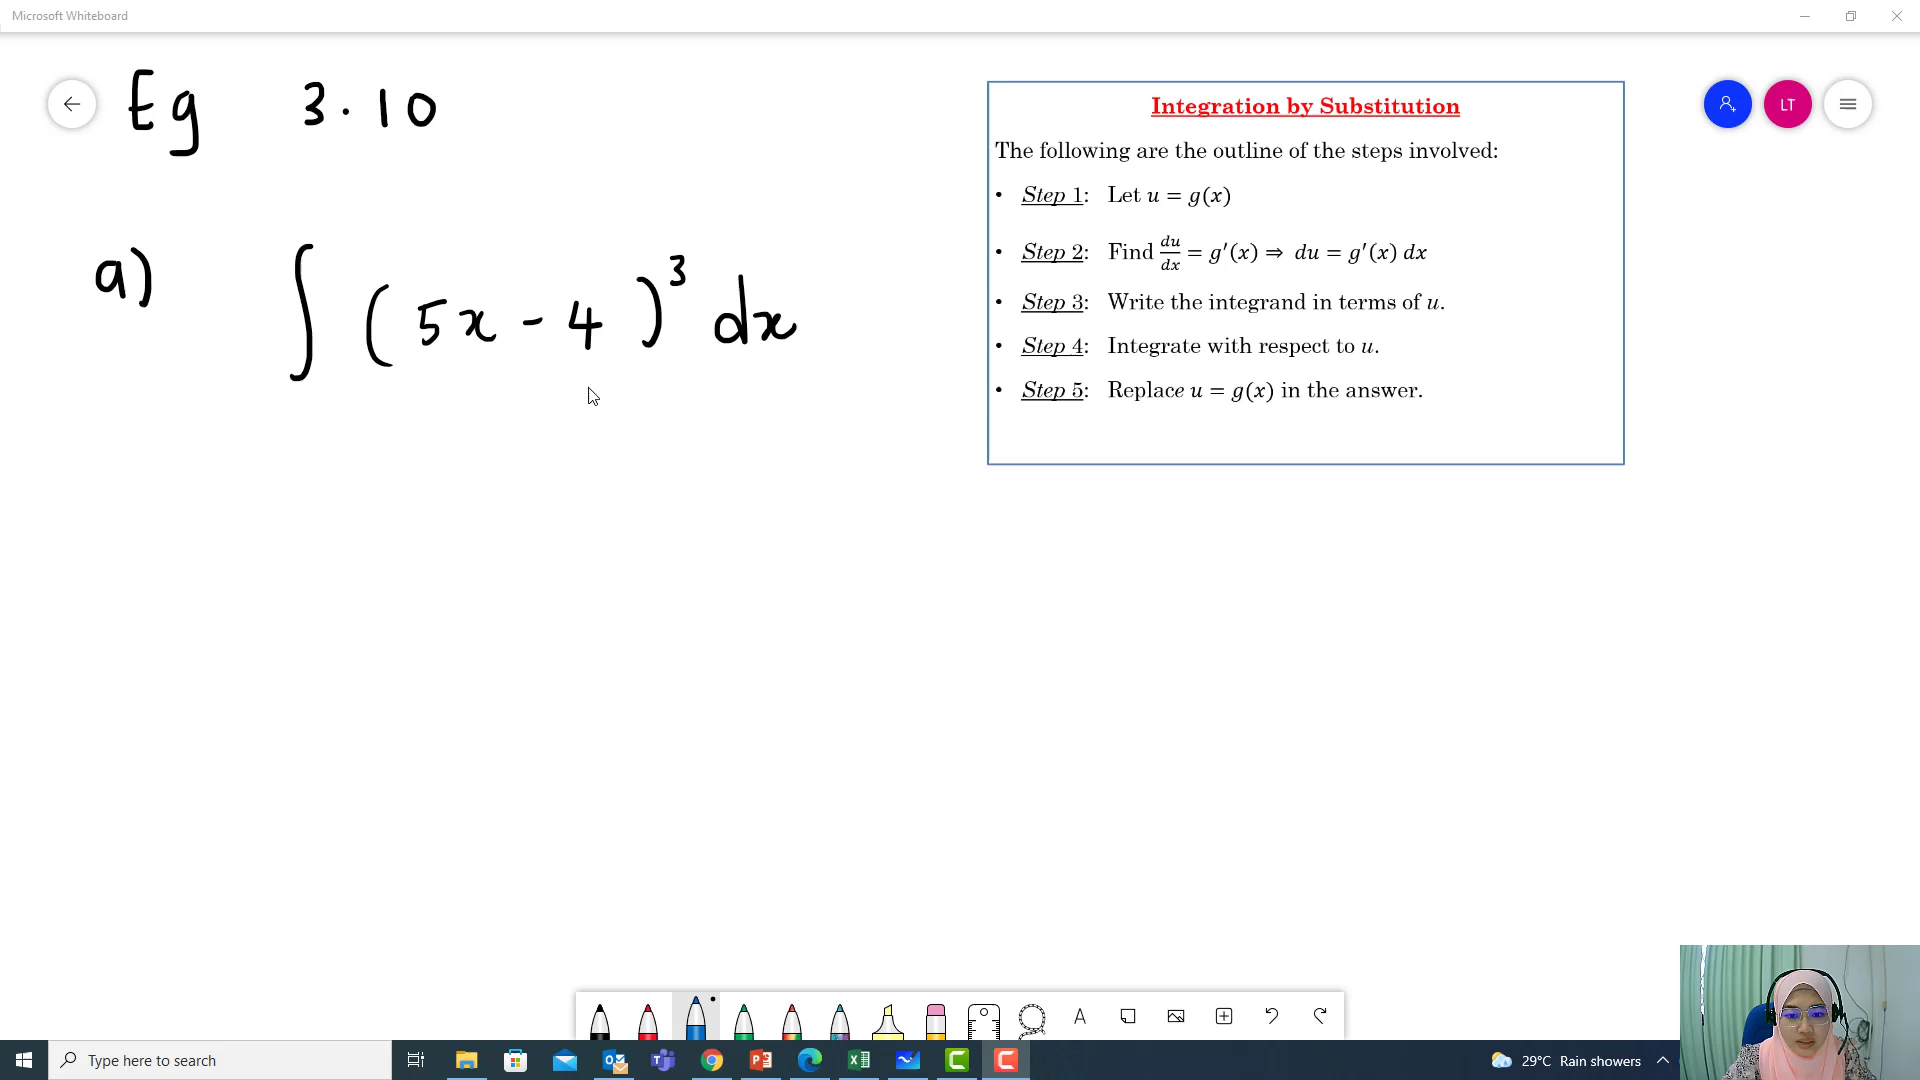 Microsoft Whiteboard
Eg 3.10
LT
a) ∫ (5x - 4)³ dx
Integration by Substitution
The following are the outline of the steps involved:
• Step 1: Let u = g(x)
• Step 2: Find du/dx = g′(x) ⇒ du = g′(x) dx
• Step 3: Write the integrand in terms of u.
• Step 4: Integrate with respect to u.
• Step 5: Replace u = g(x) in the answer.
Type here to search
29°C Rain showers